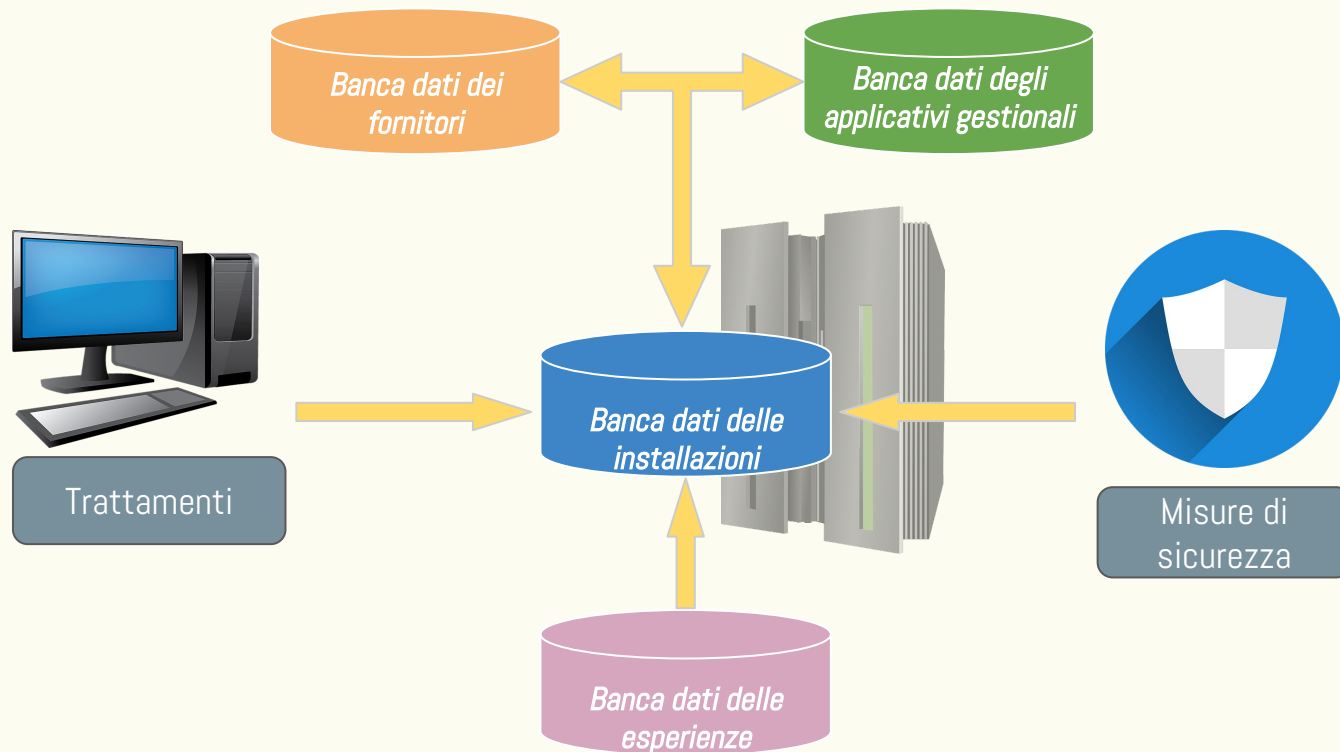 Banca dati dei
fornitori
Banca dati degli
applicativi gestionali
Banca dati delle
installazioni
Trattamenti
Misure di
sicurezza
Banca dati delle
esperienze